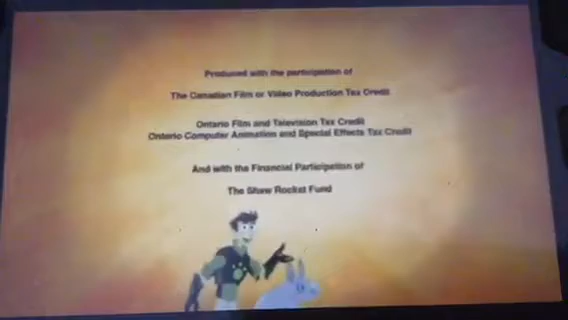 Produced with the participation of
The Canadian Film or Video Production Tax Credit
Ontario Film and Television Tax Credit
Ontario Computer Animation and Special Effects Tax Credit
And with the Financial Participation of
The Shaw Rocket Fund